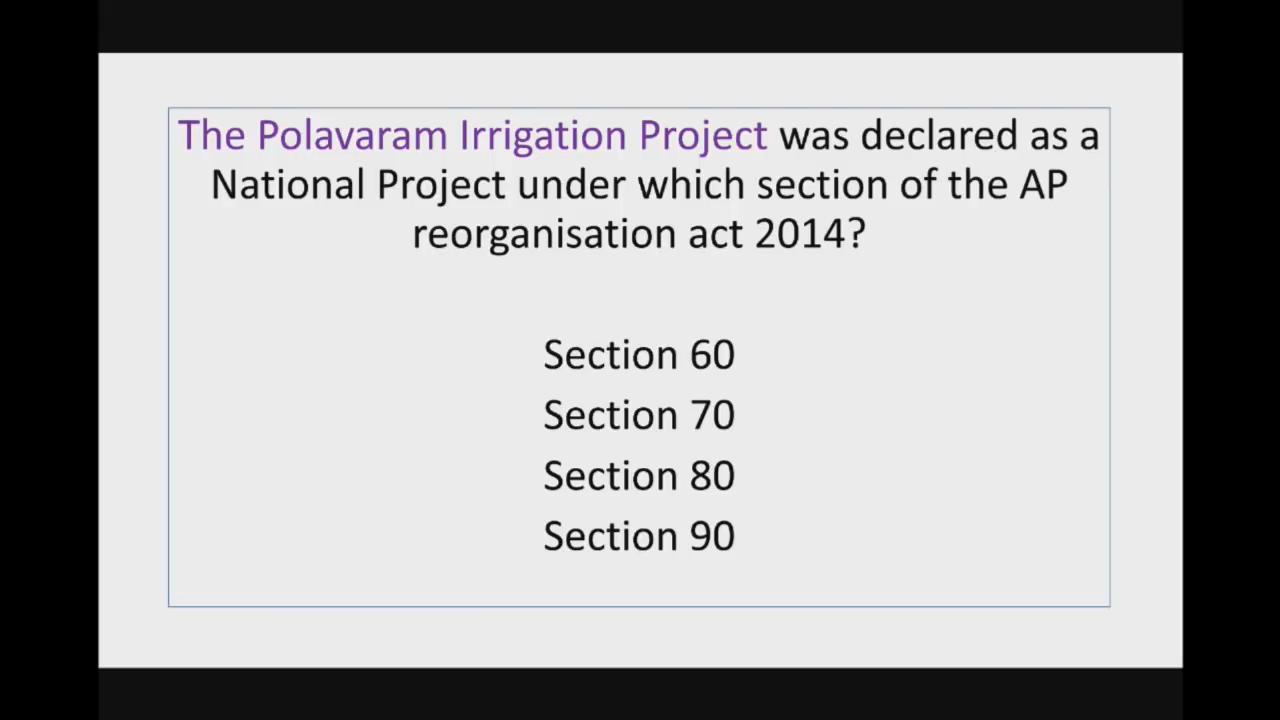 The Polavaram Irrigation Project was declared as a
National Project under which section of the AP
reorganisation act 2014?
Section 60
Section 70
Section 80
Section 90